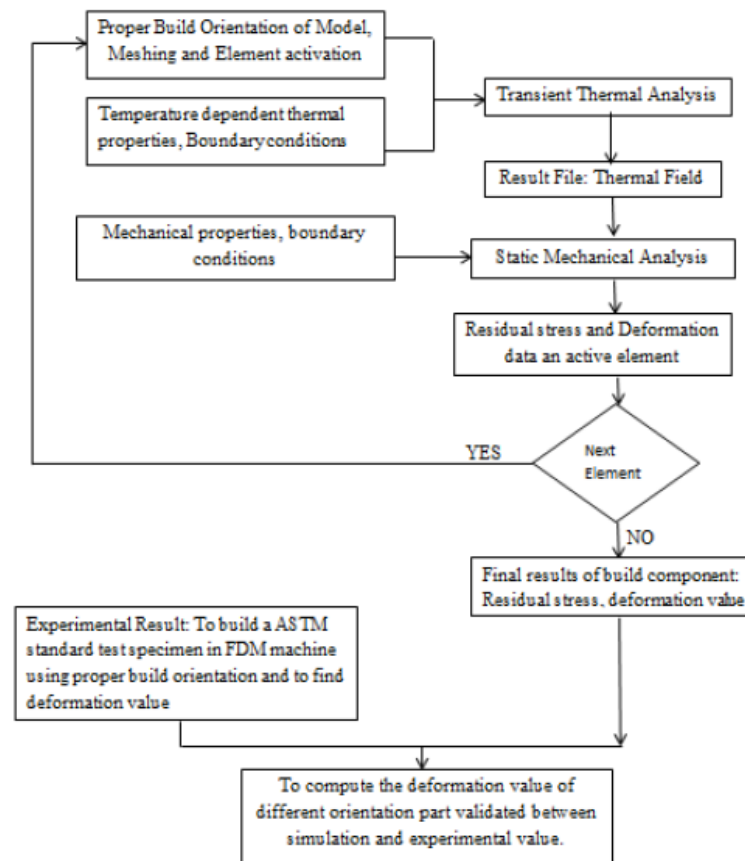 Proper Build Orientation of Model,
Meshing and Element activation
Temperature dependent thermal
properties, Boundary conditions
Transient Thermal Analysis
Result File: Thermal Field
Mechanical properties, boundary
conditions
Static Mechanical Analysis
Residual stress and Deformation
data an active element
YES
Next
Element
NO
Final results of build component:
Residual stress, deformation value
Experimental Result: To build a ASTM
standard test specimen in FDM machine
using proper build orientation and to find
deformation value
To compute the deformation value of
different orientation part validated between
simulation and experimental value.